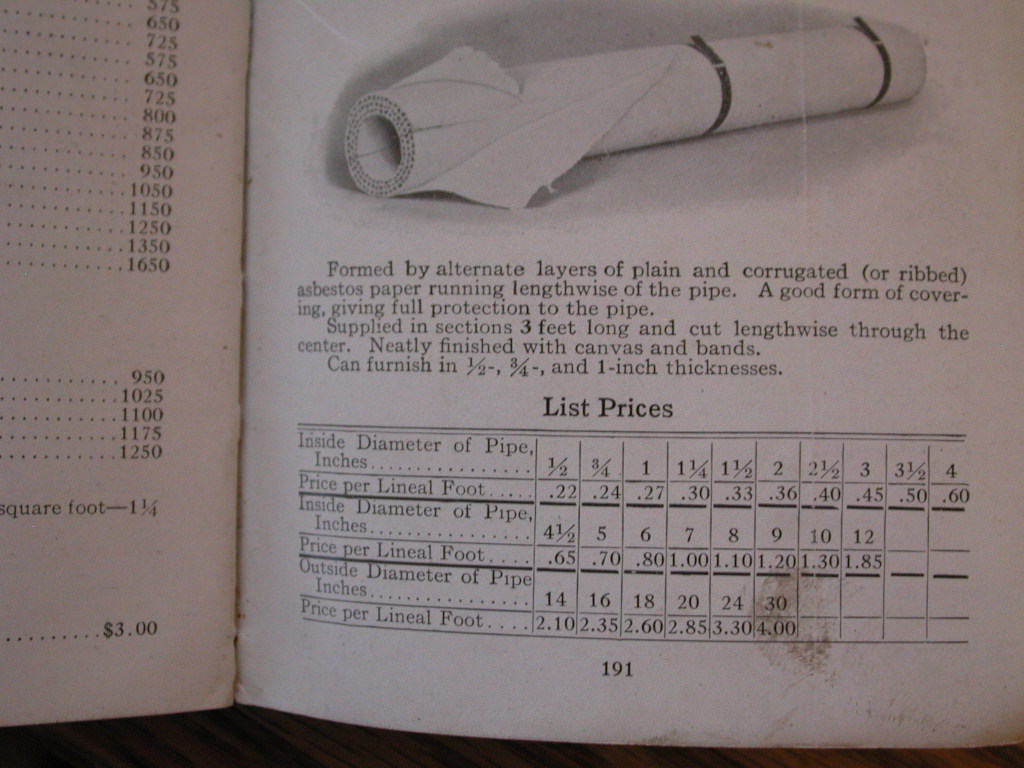 575
650
725
575
650
725
800
875
850
950
1050
1150
1250
1350
1650
950
1025
1100
1175
1250
square foot—1¼
$3.00
Formed by alternate layers of plain and corrugated (or ribbed)
asbestos paper running lengthwise of the pipe. A good form of cover-
ing, giving full protection to the pipe.
Supplied in sections 3 feet long and cut lengthwise through the
center. Neatly finished with canvas and bands.
Can furnish in ½-, ¾-, and 1-inch thicknesses.
List Prices
Inside Diameter of Pipe,
Inches................ ½ ¾ 1 1¼ 1½ 2 2½ 3 3½ 4
Price per Lineal Foot..... .22 .24 .27 .30 .33 .36 .40 .45 .50 .60
Inside Diameter of Pipe,
Inches................ 4½ 5 6 7 8 9 10 12
Price per Lineal Foot.... .65 .70 .80 1.00 1.10 1.20 1.30 1.85
Outside Diameter of Pipe
Inches................ 14 16 18 20 24 30
Price per Lineal Foot.... 2.10 2.35 2.60 2.85 3.30 4.00
191